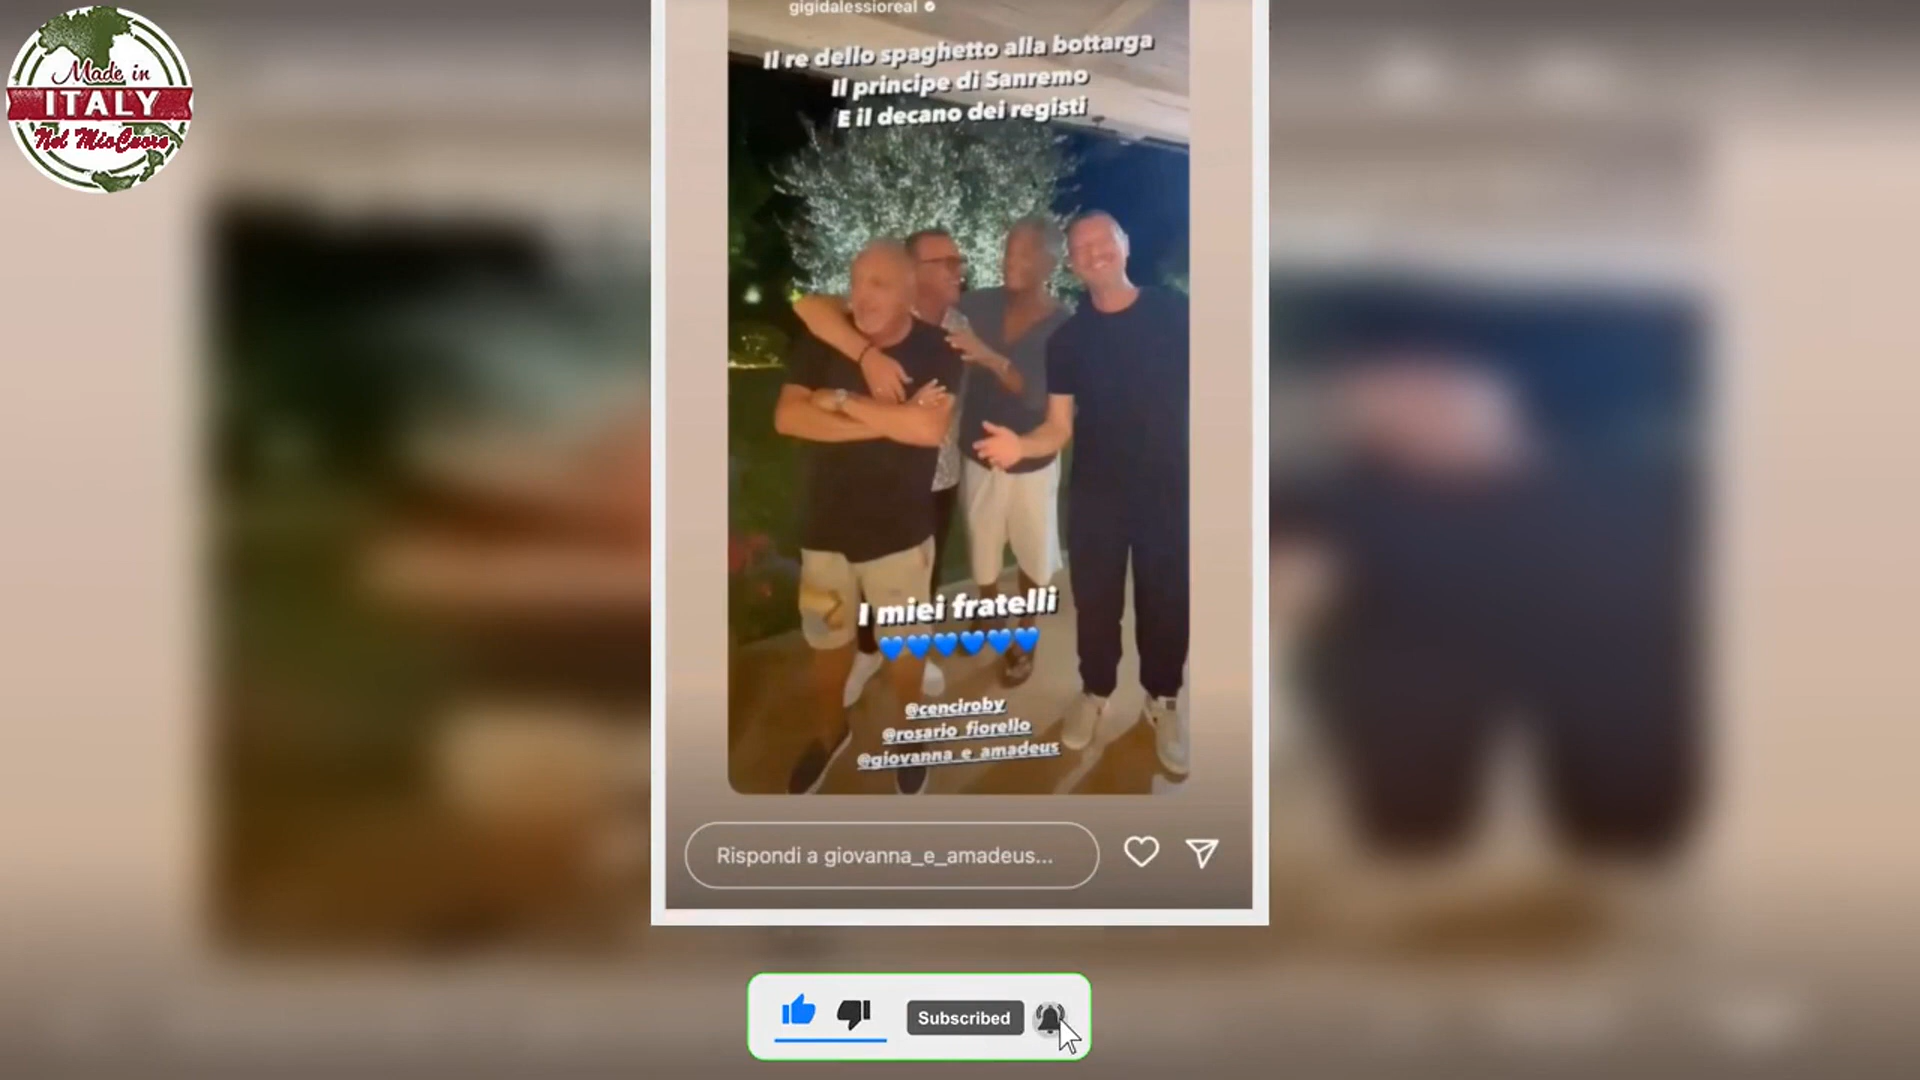 Made in
ITALY
Nel Mio Cuore
gigidalessioreal
Il re dello spaghetto alla bottarga
Il principe di Sanremo
E il decano dei registi
I miei fratelli
@cenciroby
@rosario_fiorello
@giovanna_e_amadeus
Rispondi a giovanna_e_amadeus...
Subscribed